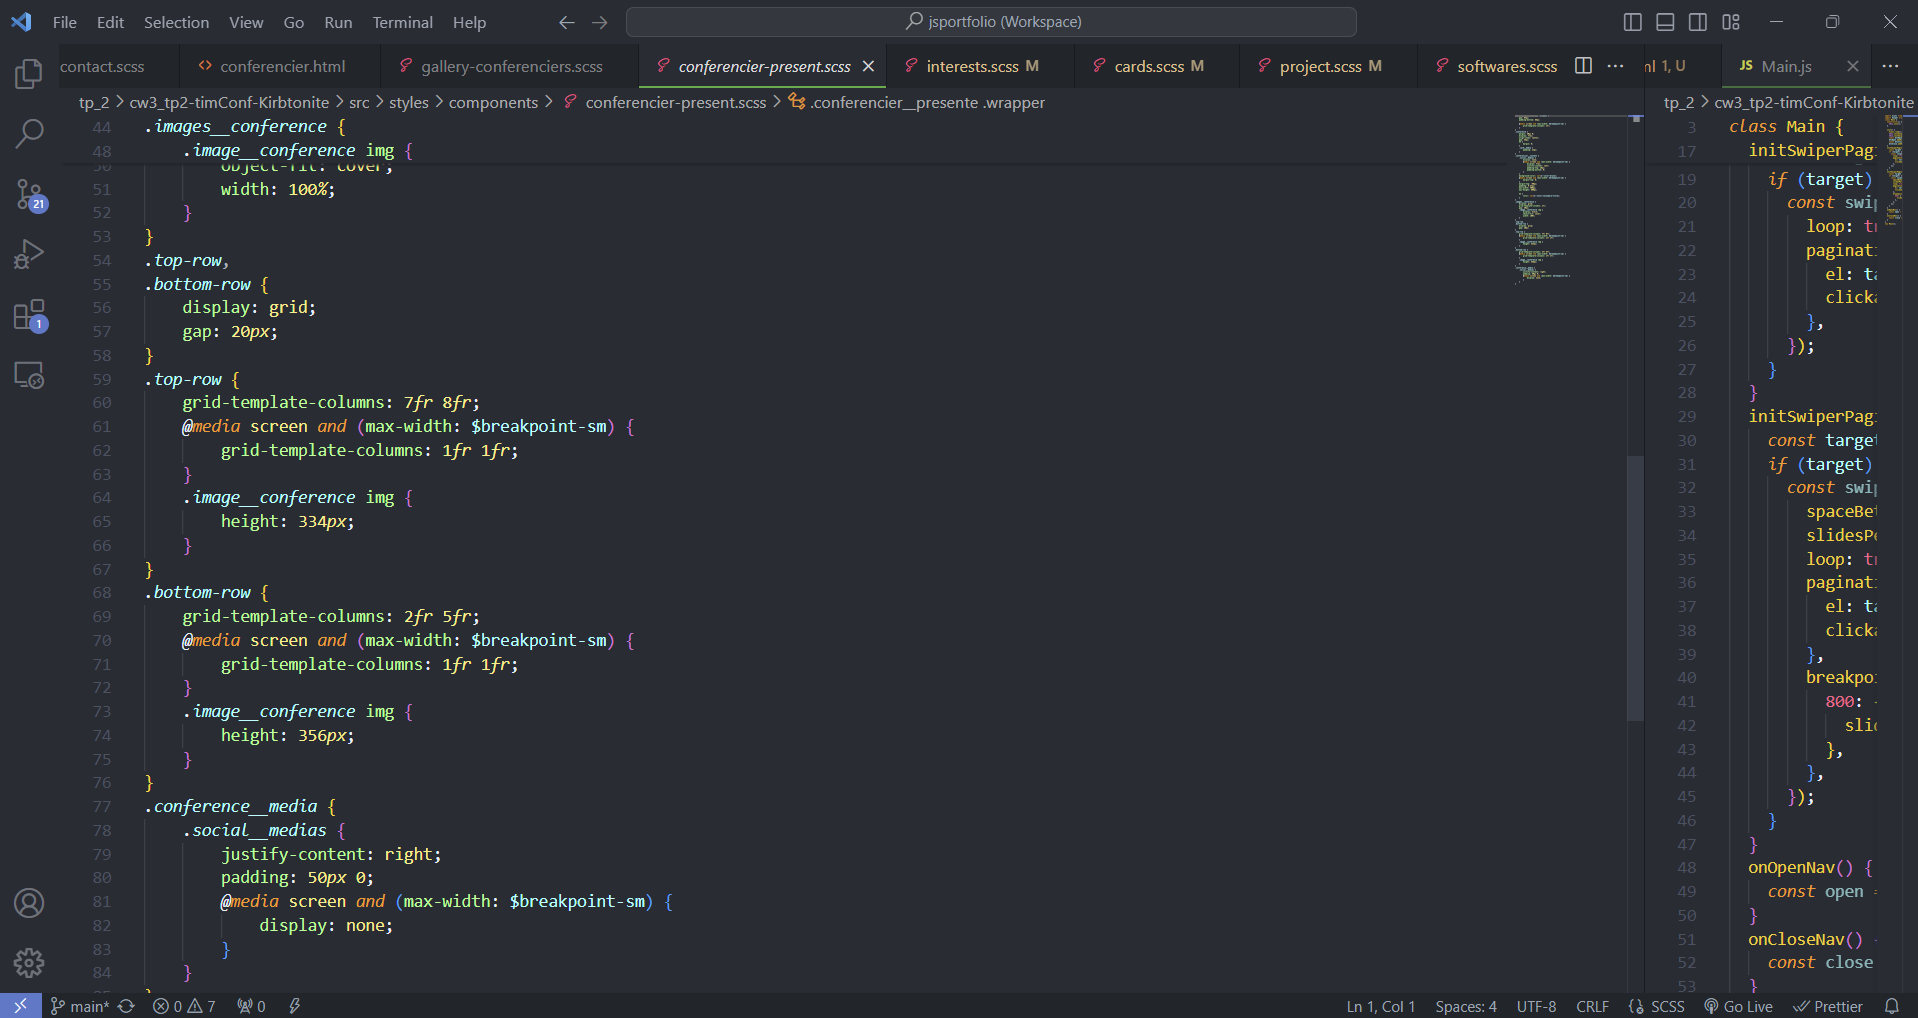 File Edit Selection View Go Run Terminal Help
jsportfolio (Workspace)
contact.scss
conferencier.html
gallery-conferenciers.scss
conferencier-present.scss
interests.scss M
cards.scss M
project.scss M
softwares.scss
1, U
JS Main.js
tp_2 > cw3_tp2-timConf-Kirbtonite > src > styles > components > conferencier-present.scss > .conferencier__presente .wrapper
44 .images__conference {
48 .image__conference img {
object-fit: cover;
51 width: 100%;
52 }
53 }
54 .top-row,
55 .bottom-row {
56 display: grid;
57 gap: 20px;
58 }
59 .top-row {
60 grid-template-columns: 7fr 8fr;
61 @media screen and (max-width: $breakpoint-sm) {
62 grid-template-columns: 1fr 1fr;
63 }
64 .image__conference img {
65 height: 334px;
66 }
67 }
68 .bottom-row {
69 grid-template-columns: 2fr 5fr;
70 @media screen and (max-width: $breakpoint-sm) {
71 grid-template-columns: 1fr 1fr;
72 }
73 .image__conference img {
74 height: 356px;
75 }
76 }
77 .conference__media {
78 .social__medias {
79 justify-content: right;
80 padding: 50px 0;
81 @media screen and (max-width: $breakpoint-sm) {
82 display: none;
83 }
84 }
tp_2 > cw3_tp2-timConf-Kirbtonite
3 class Main {
17 initSwiperPag
19 if (target)
20 const swi
21 loop: t
22 paginat
23 el: t
24 click
25 },
26 });
27 }
28 }
29 initSwiperPag
30 const targe
31 if (target)
32 const swi
33 spaceBe
34 slidesP
35 loop: t
36 paginat
37 el: t
38 click
39 },
40 breakpo
41 800:
42 sli
43 },
44 },
45 });
46 }
47 }
48 onOpenNav() {
49 const open =
50 }
51 onCloseNav()
52 const close
53 }
21
1
main* 0 7 0
Ln 1, Col 1 Spaces: 4 UTF-8 CRLF {} SCSS Go Live Prettier